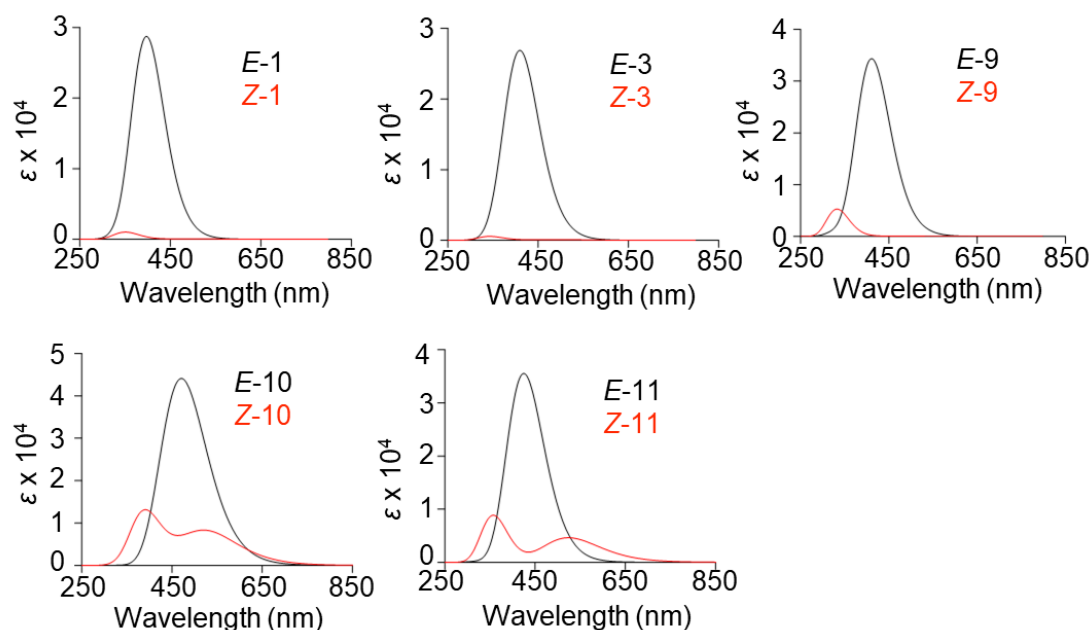 3
2
1
0
ε x 10⁴
E-1
Z-1
250 450 650 850
Wavelength (nm)
3
2
1
0
ε x 10⁴
E-3
Z-3
250 450 650 850
Wavelength (nm)
4
3
2
1
0
ε x 10⁴
E-9
Z-9
250 450 650 850
Wavelength (nm)
5
4
3
2
1
0
ε x 10⁴
E-10
Z-10
250 450 650 850
Wavelength (nm)
4
3
2
1
0
ε x 10⁴
E-11
Z-11
250 450 650 850
Wavelength (nm)